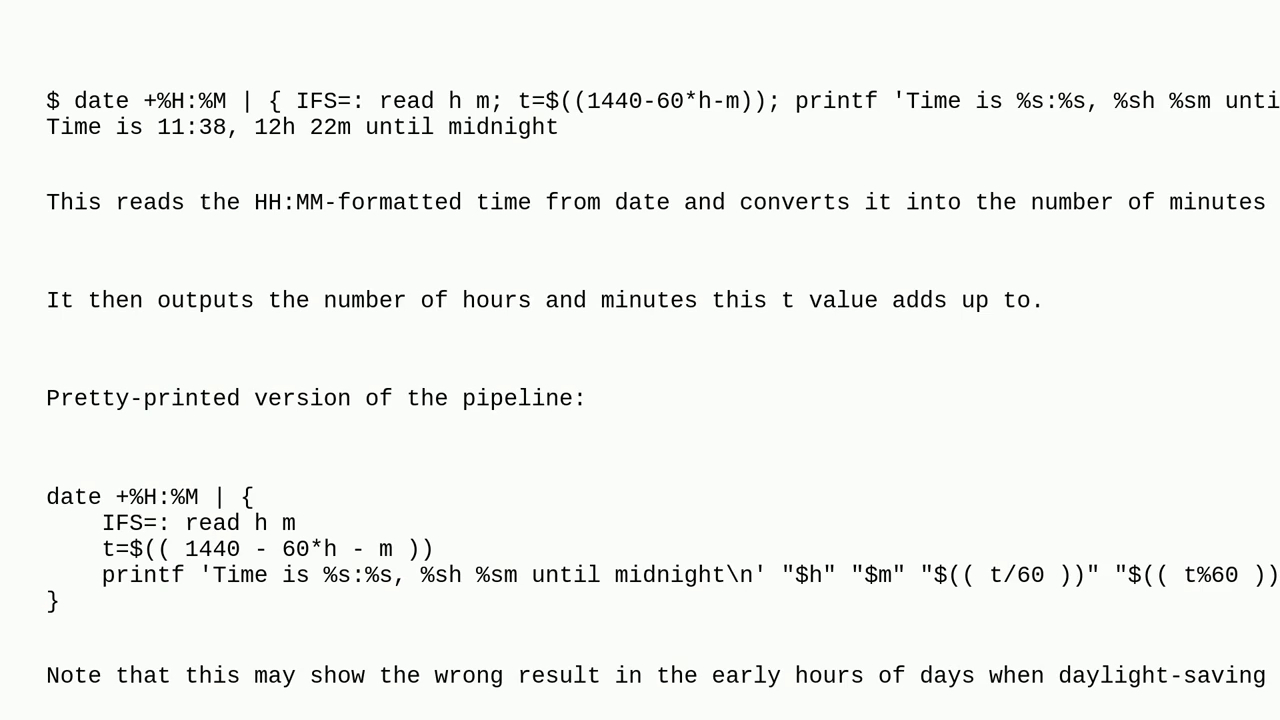 $ date +%H:%M | { IFS=: read h m; t=$((1440-60*h-m)); printf 'Time is %s:%s, %sh %sm unti
Time is 11:38, 12h 22m until midnight
This reads the HH:MM-formatted time from date and converts it into the number of minutes
It then outputs the number of hours and minutes this t value adds up to.
Pretty-printed version of the pipeline:
date +%H:%M | {
    IFS=: read h m
    t=$(( 1440 - 60*h - m ))
    printf 'Time is %s:%s, %sh %sm until midnight\n' "$h" "$m" "$(( t/60 ))" "$(( t%60 ))
}
Note that this may show the wrong result in the early hours of days when daylight-saving